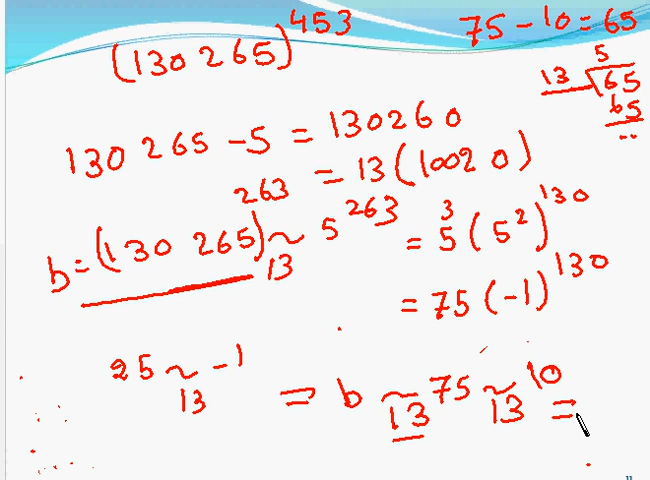 (130 265)^453
75 - 10 = 65
5
13 √65
65
..
130 265 - 5 = 130260
= 13(10020)
b = (130 265)^263 ~13 5^263 = 5^3 (5^2)^130
= 75 (-1)^130
25 ~13 -1
= b ~13 75 ~13 10 =
11